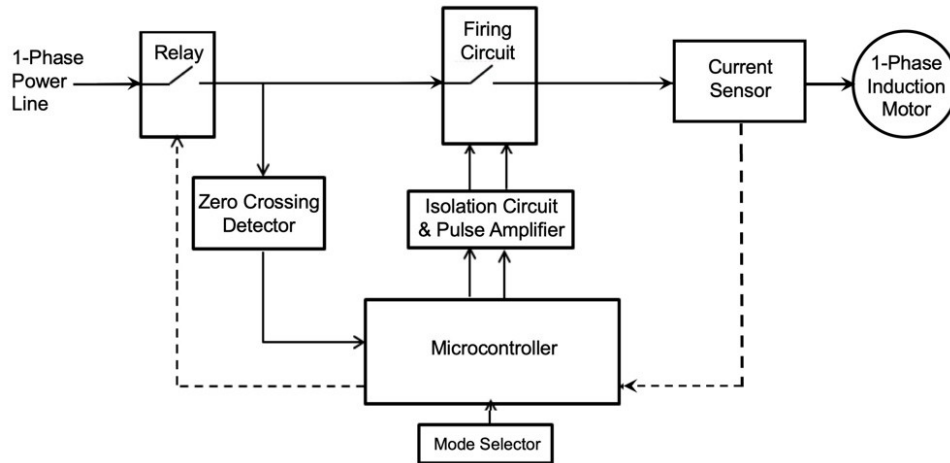 1-Phase
Power
Line
Relay
Firing
Circuit
Current
Sensor
1-Phase
Induction
Motor
Zero Crossing
Detector
Isolation Circuit
& Pulse Amplifier
Microcontroller
Mode Selector